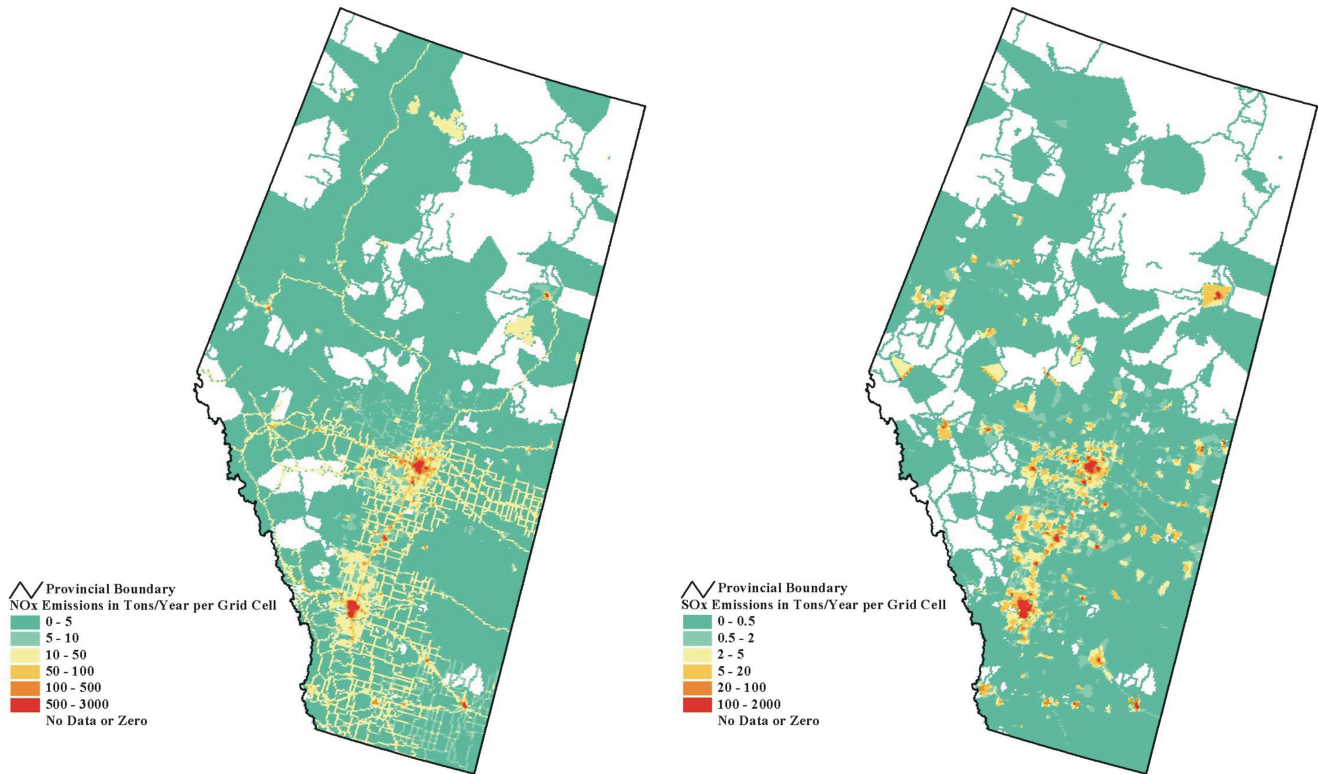 Provincial Boundary
NOx Emissions in Tons/Year per Grid Cell
0 - 5
5 - 10
10 - 50
50 - 100
100 - 500
500 - 3000
No Data or Zero
Provincial Boundary
SOx Emissions in Tons/Year per Grid Cell
0 - 0.5
0.5 - 2
2 - 5
5 - 20
20 - 100
100 - 2000
No Data or Zero